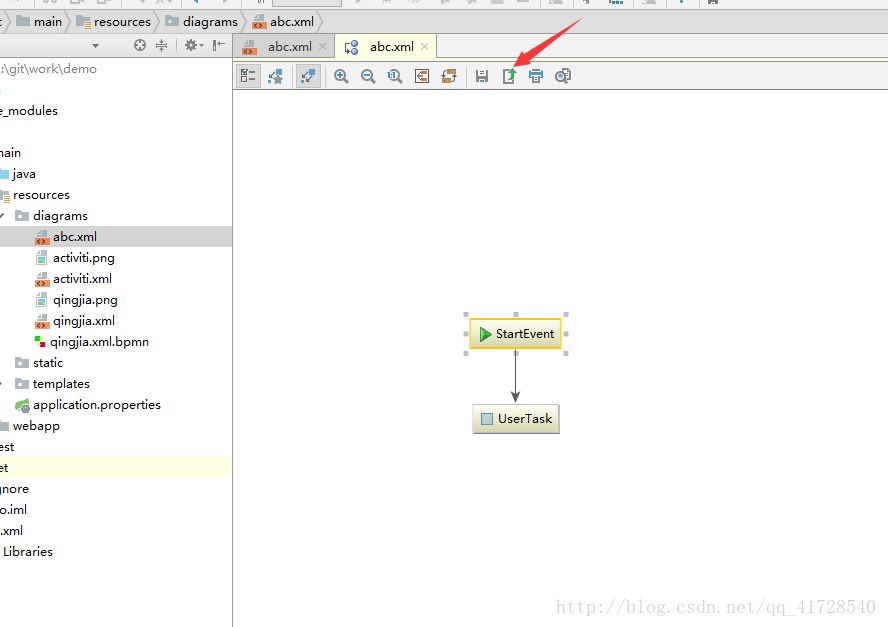 main
resources
diagrams
abc.xml
abc.xml
abc.xml
:\git\work\demo
e_modules
nain
java
resources
diagrams
abc.xml
activiti.png
activiti.xml
qingjia.png
qingjia.xml
qingjia.xml.bpmn
static
templates
application.properties
webapp
est
et
gnore
o.iml
.xml
Libraries
StartEvent
UserTask
http://blog.csdn.net/qq_41728540